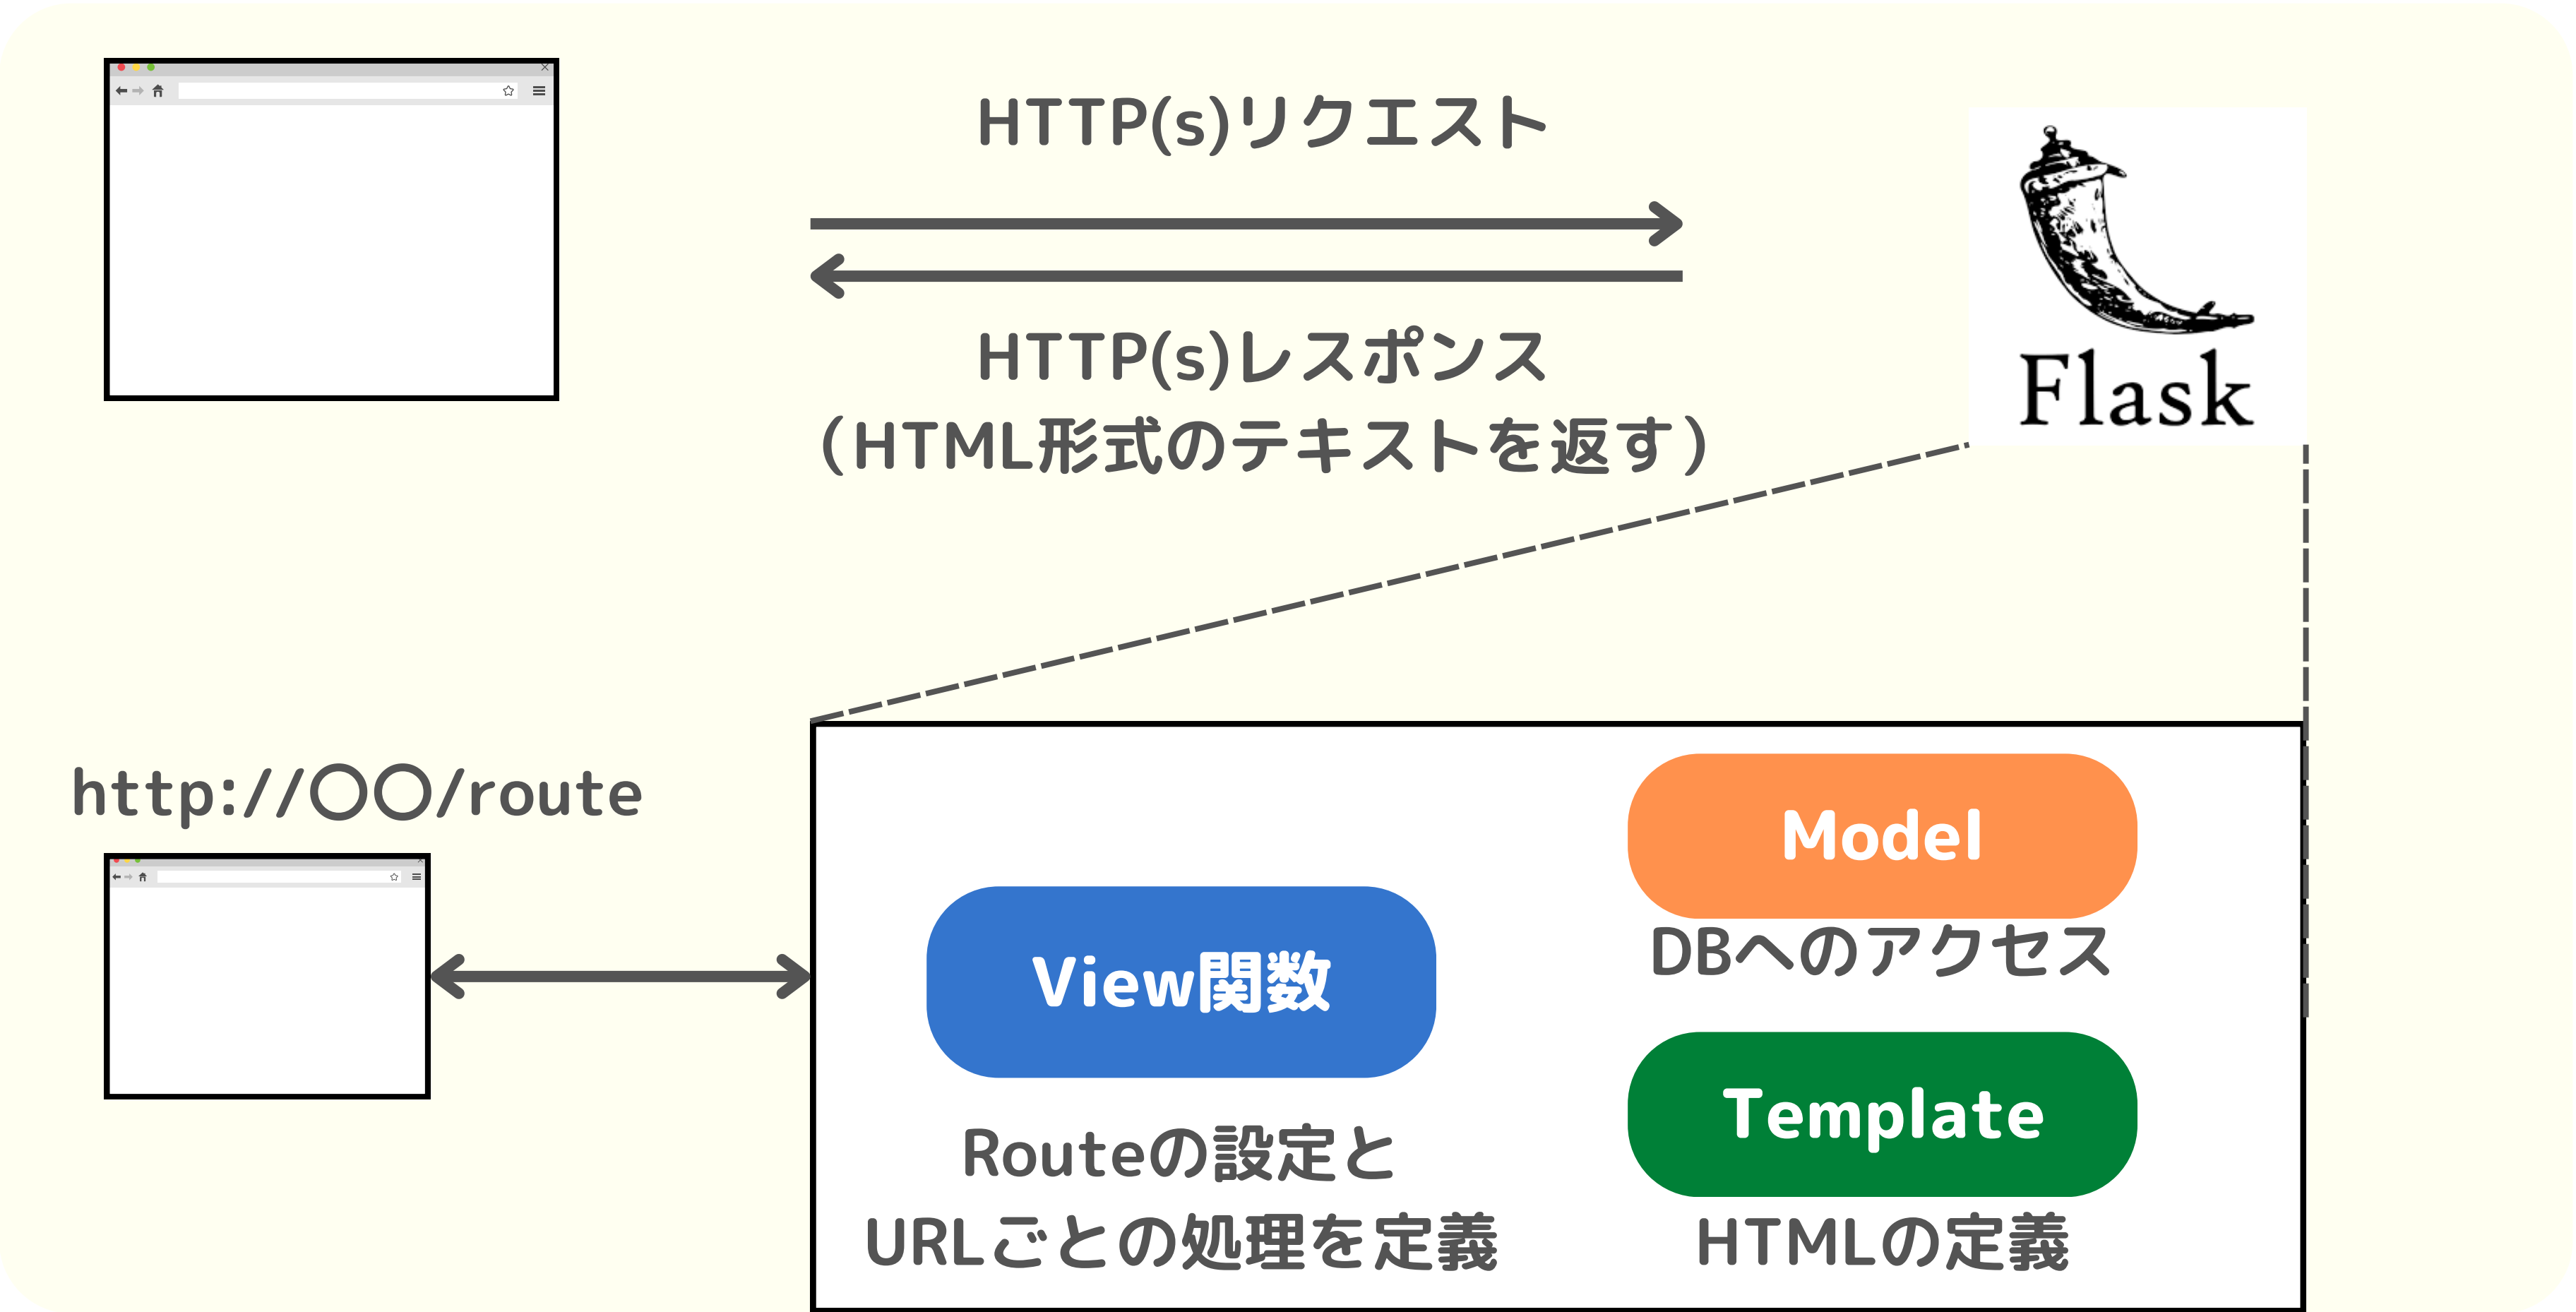 HTTP(s)リクエスト
HTTP(s)レスポンス
（HTML形式のテキストを返す）
Flask
http://〇〇/route
Model
DBへのアクセス
View関数
Routeの設定と
URLごとの処理を定義
Template
HTMLの定義